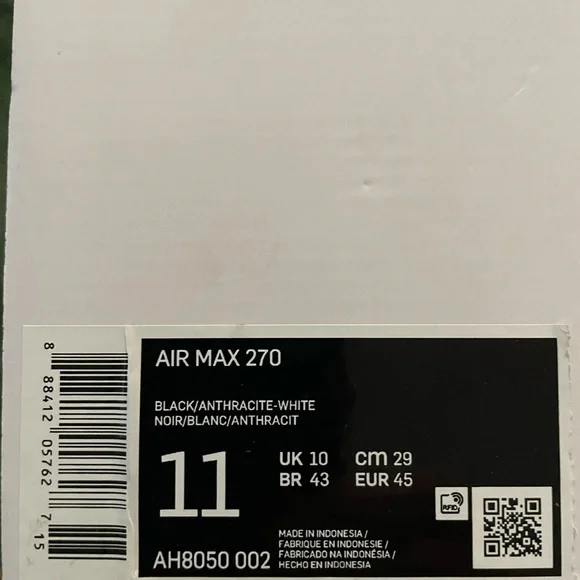 AIR MAX 270
BLACK/ANTHRACITE-WHITE
NOIR/BLANC/ANTHRACIT
11
UK 10 cm 29
BR 43 EUR 45
RFID
AH8050 002
MADE IN INDONESIA /
FABRIQUE EN INDONESIE /
FABRICADO NA INDONÉSIA /
HECHO EN INDONESIA
8 88412 05762 7 15